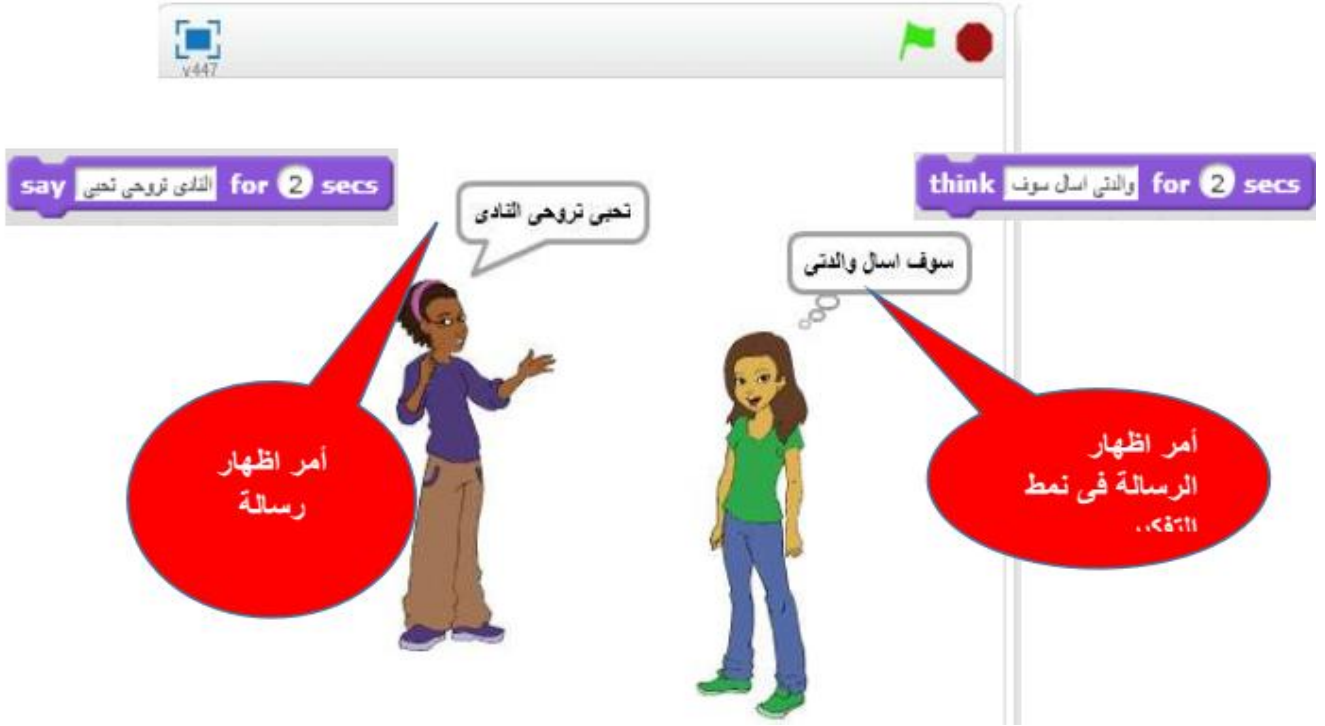 v447
say النادى تروحى تحبى for 2 secs
think والدتى اسال سوف for 2 secs
تحبى تروحى النادى
سوف اسال والدتى
أمر اظهار
رسالة
أمر اظهار
الرسالة فى نمط